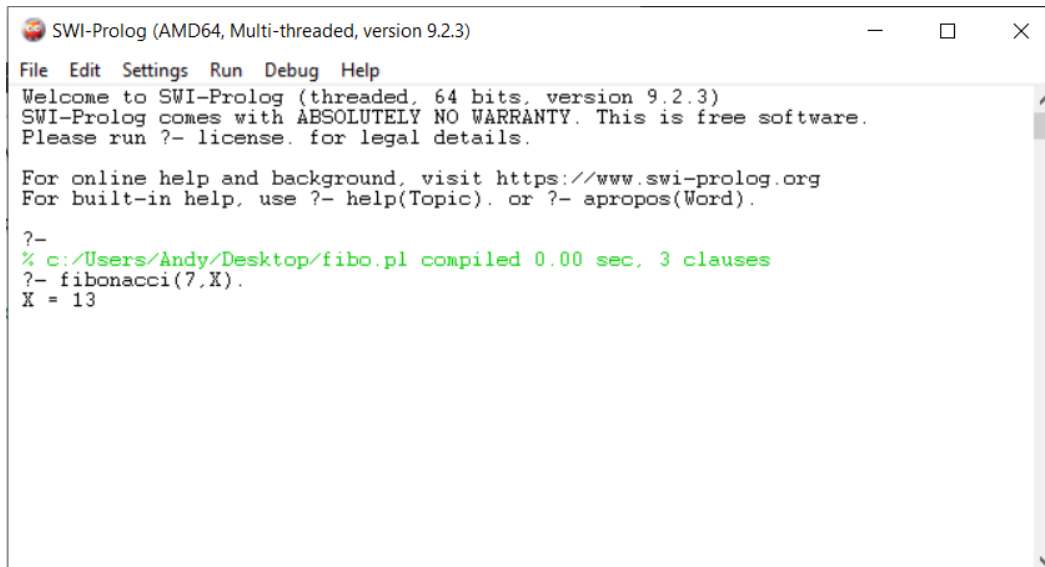 SWI-Prolog (AMD64, Multi-threaded, version 9.2.3)
File Edit Settings Run Debug Help
Welcome to SWI-Prolog (threaded, 64 bits, version 9.2.3)
SWI-Prolog comes with ABSOLUTELY NO WARRANTY. This is free software.
Please run ?- license. for legal details.
For online help and background, visit https://www.swi-prolog.org
For built-in help, use ?- help(Topic). or ?- apropos(Word).
?-
% c:/Users/Andy/Desktop/fibo.pl compiled 0.00 sec, 3 clauses
?- fibonacci(7,X).
X = 13